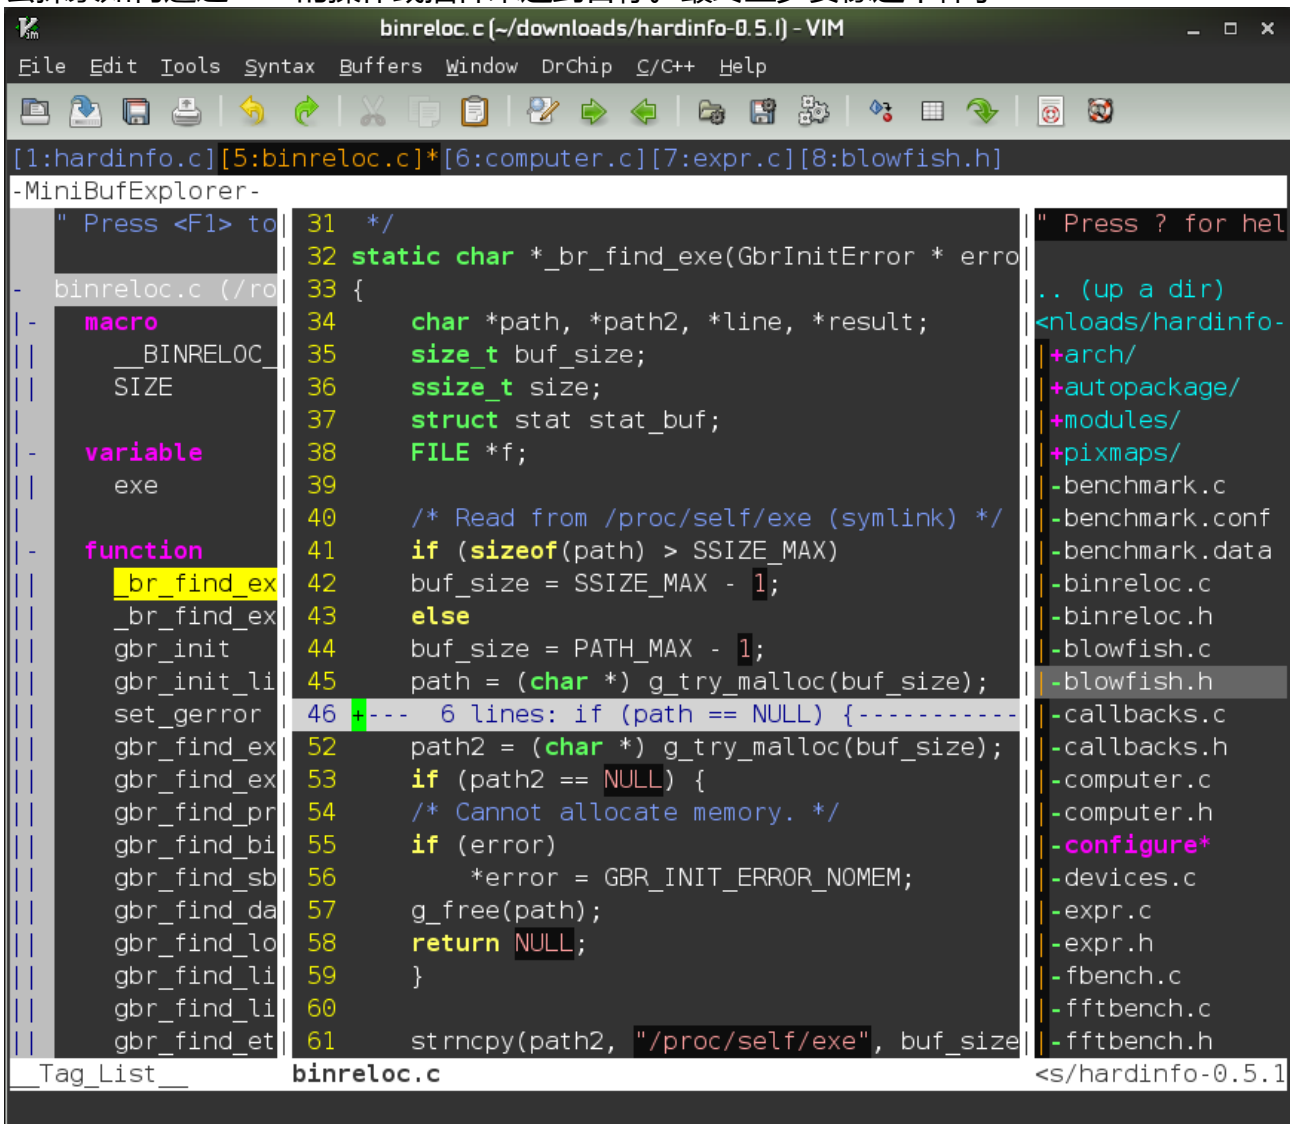 binreloc.c (~/downloads/hardinfo-0.5.1) - VIM
File Edit Tools Syntax Buffers Window DrChip C/C++ Help
[1:hardinfo.c][5:binreloc.c]*[6:computer.c][7:expr.c][8:blowfish.h]
-MiniBufExplorer-
" Press <F1> to
- binreloc.c (/ro
|- macro
|| __BINRELOC_
|| SIZE
|
|- variable
|| exe
|
|- function
|| _br_find_ex
|| _br_find_ex
|| gbr_init
|| gbr_init_li
|| set_gerror
|| gbr_find_ex
|| gbr_find_ex
|| gbr_find_pr
|| gbr_find_bi
|| gbr_find_sb
|| gbr_find_da
|| gbr_find_lo
|| gbr_find_li
|| gbr_find_li
|| gbr_find_et
__Tag_List__
31  */
32 static char *_br_find_exe(GbrInitError * erro
33 {
34     char *path, *path2, *line, *result;
35     size_t buf_size;
36     ssize_t size;
37     struct stat stat_buf;
38     FILE *f;
39
40     /* Read from /proc/self/exe (symlink) */
41     if (sizeof(path) > SSIZE_MAX)
42     buf_size = SSIZE_MAX - 1;
43     else
44     buf_size = PATH_MAX - 1;
45     path = (char *) g_try_malloc(buf_size);
46 +---  6 lines: if (path == NULL) {-----------
52     path2 = (char *) g_try_malloc(buf_size);
53     if (path2 == NULL) {
54     /* Cannot allocate memory. */
55     if (error)
56         *error = GBR_INIT_ERROR_NOMEM;
57     g_free(path);
58     return NULL;
59     }
60
61     strncpy(path2, "/proc/self/exe", buf_size
binreloc.c
" Press ? for hel
.. (up a dir)
<nloads/hardinfo-
|+arch/
|+autopackage/
|+modules/
|+pixmaps/
|-benchmark.c
|-benchmark.conf
|-benchmark.data
|-binreloc.c
|-binreloc.h
|-blowfish.c
|-blowfish.h
|-callbacks.c
|-callbacks.h
|-computer.c
|-computer.h
|-configure*
|-devices.c
|-expr.c
|-expr.h
|-fbench.c
|-fftbench.c
|-fftbench.h
<s/hardinfo-0.5.1